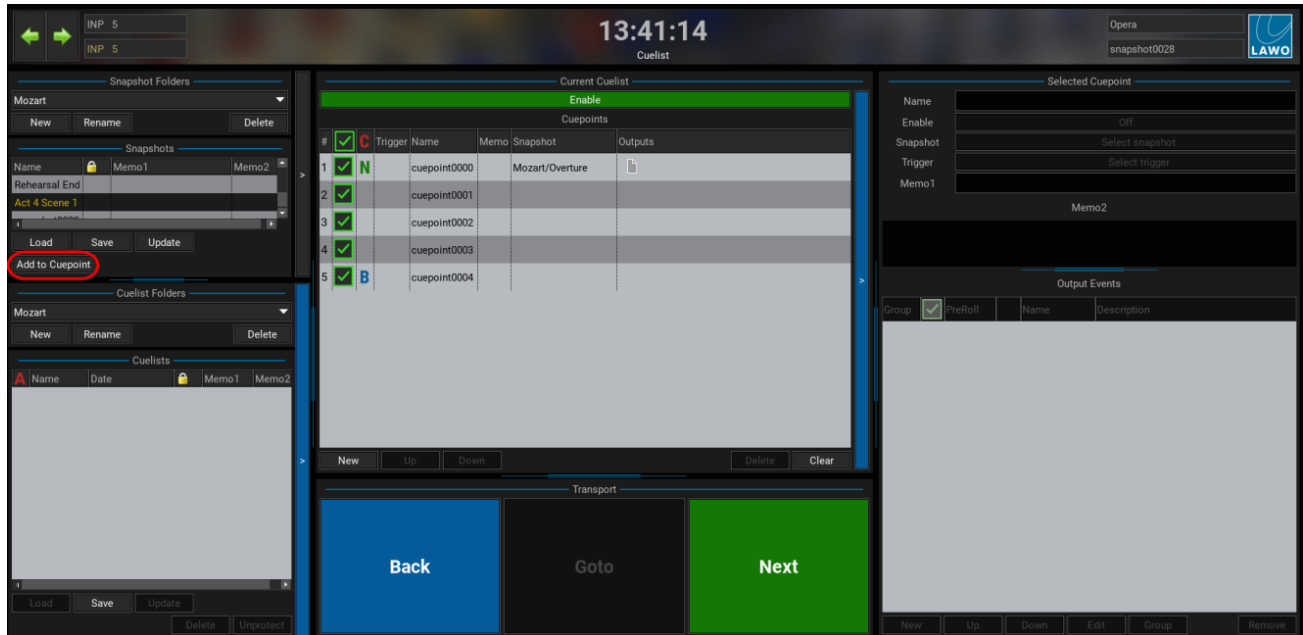 INP 5
INP 5
13:41:14
Cuelist
Opera
snapshot0028
LAWO
Snapshot Folders
Mozart
New Rename Delete
Snapshots
Name Memo1 Memo2
Rehearsal End
Act 4 Scene 1
Load Save Update
Add to Cuepoint
Cuelist Folders
Mozart
New Rename Delete
Cuelists
A Name Date Memo1 Memo2
Load Save Update
Delete Unprotect
>
>
Current Cuelist
Enable
Cuepoints
# C Trigger Name Memo Snapshot Outputs
1 N cuepoint0000 Mozart/Overture
2 cuepoint0001
3 cuepoint0002
4 cuepoint0003
5 B cuepoint0004
New Up Down Delete Clear
>
Transport
Back Goto Next
Selected Cuepoint
Name
Enable Off
Snapshot Select snapshot
Trigger Select trigger
Memo1
Memo2
Output Events
Group PreRoll Name Description
New Up Down Edit Group Remove